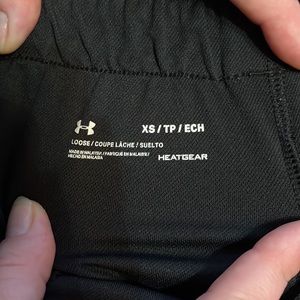 XS / TP / ECH
LOOSE / COUPE LÂCHE / SUELTO
MADE IN MALAYSIA / FABRIQUÉ EN MALAISIE /
HECHO EN MALASIA
HEATGEAR